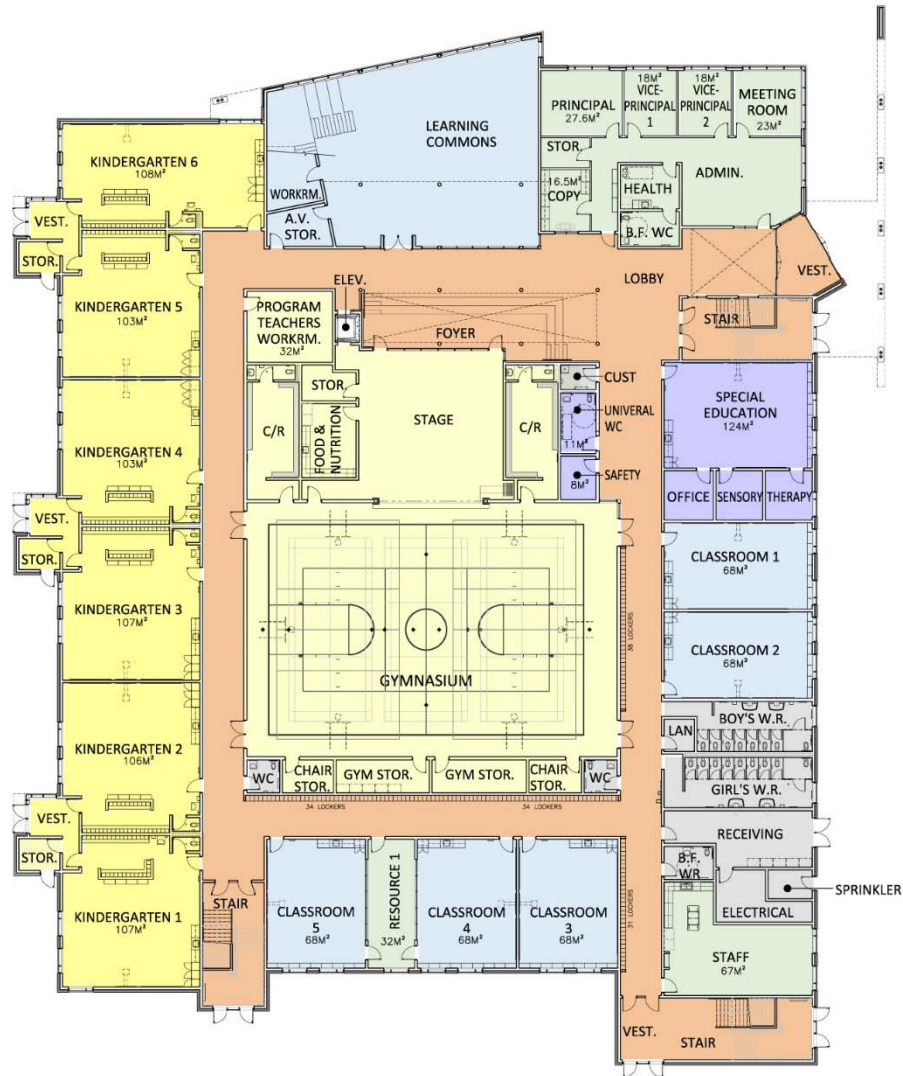 LEARNING
COMMONS
WORKRM.
A.V.
STOR.
PRINCIPAL
27.6M²
18M²
VICE-
PRINCIPAL
1
18M²
VICE-
PRINCIPAL
2
MEETING
ROOM
23M²
STOR.
16.5M²
COPY
HEALTH
B.F. WC
ADMIN.
KINDERGARTEN 6
108M²
VEST.
STOR.
KINDERGARTEN 5
103M²
ELEV.
LOBBY
VEST.
PROGRAM
TEACHERS
WORKRM.
32M²
FOYER
STAIR
STOR.
C/R
FOOD &
NUTRITION
STAGE
C/R
CUST
UNIVERAL
WC
11M²
SAFETY
8M²
SPECIAL
EDUCATION
124M²
OFFICE
SENSORY
THERAPY
KINDERGARTEN 4
103M²
VEST.
STOR.
KINDERGARTEN 3
107M²
CLASSROOM 1
68M²
38 LOCKERS
CLASSROOM 2
68M²
GYMNASIUM
KINDERGARTEN 2
106M²
BOY'S W.R.
LAN
WC
CHAIR
STOR.
GYM STOR.
GYM STOR.
CHAIR
STOR.
WC
GIRL'S W.R.
34 LOCKERS
34 LOCKERS
VEST.
STOR.
RECEIVING
B.F.
WR
SPRINKLER
ELECTRICAL
KINDERGARTEN 1
107M²
STAIR
CLASSROOM
5
68M²
RESOURCE 1
32M²
CLASSROOM
4
68M²
CLASSROOM
3
68M²
31 LOCKERS
STAFF
67M²
VEST.
STAIR